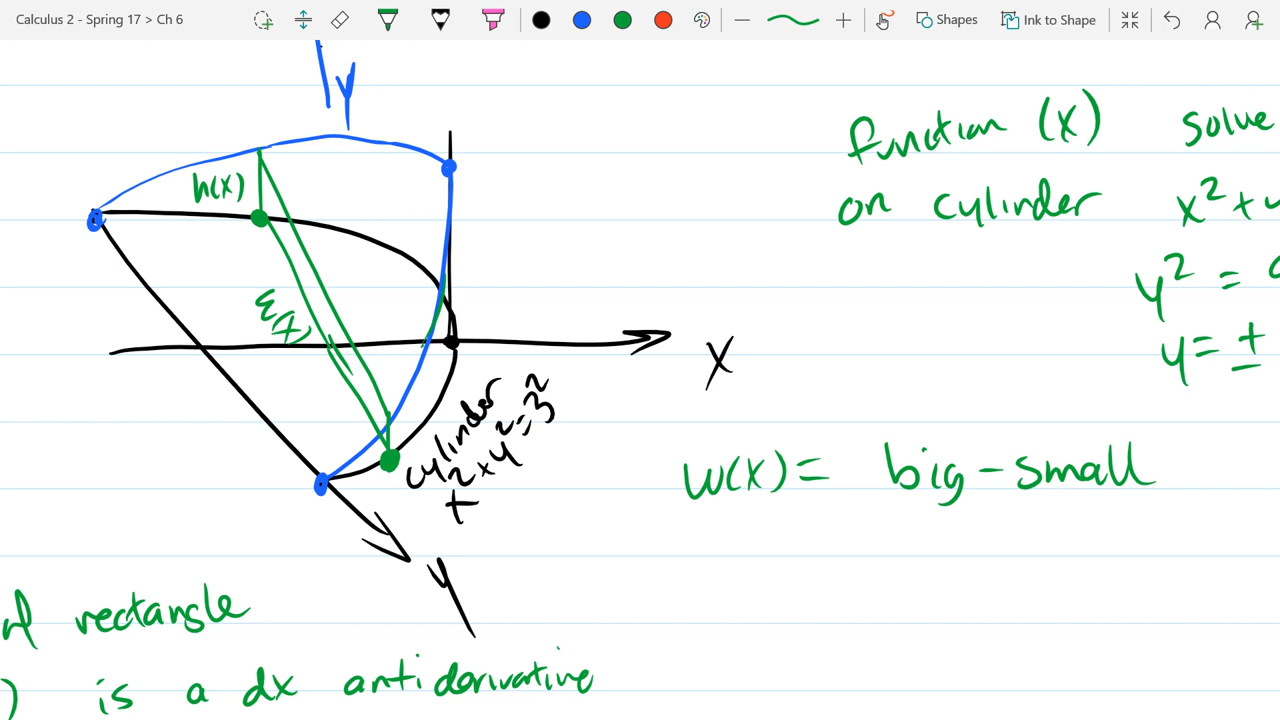 Calculus 2 - Spring 17 > Ch 6
Shapes
Ink to Shape
y
h(x)
w(x)
x
cylinder
x² + y² = 3²
y
function (x) solve
on cylinder x² +
y² =
y = ±
w(x) = big - small
rectangle
) is a dx antiderivative